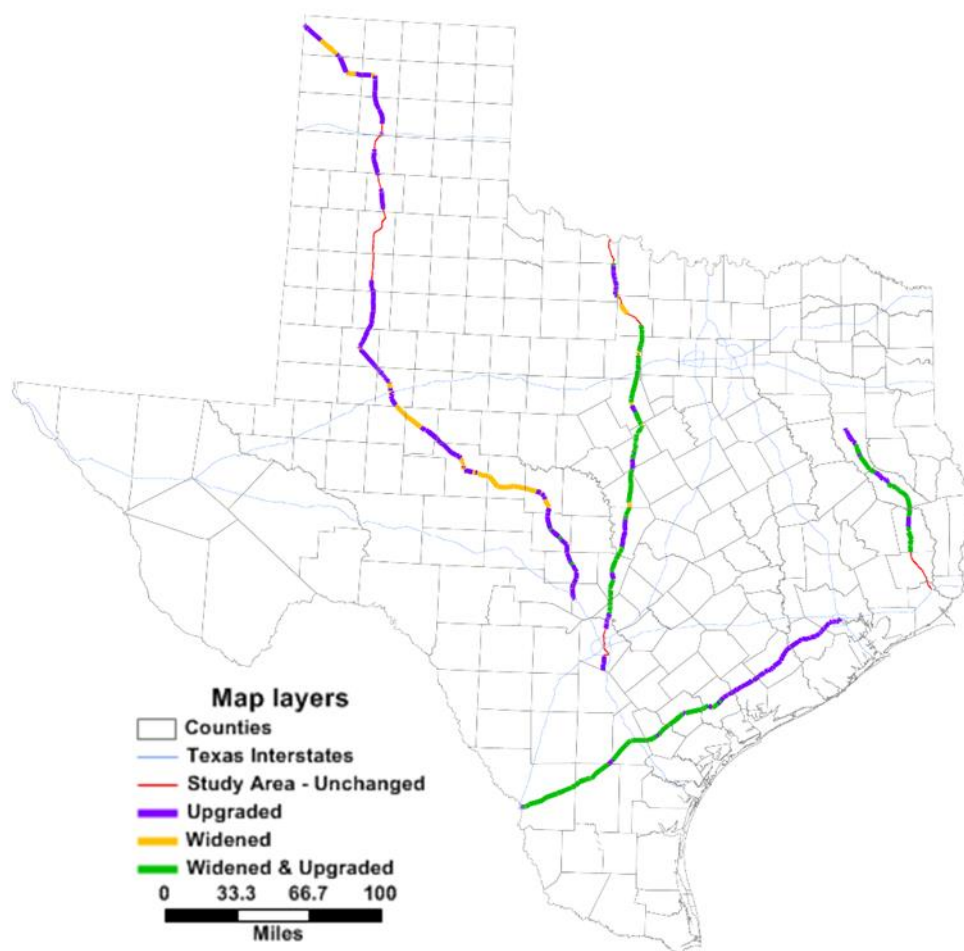 Map layers
Counties
Texas Interstates
Study Area - Unchanged
Upgraded
Widened
Widened & Upgraded
0 33.3 66.7 100
Miles